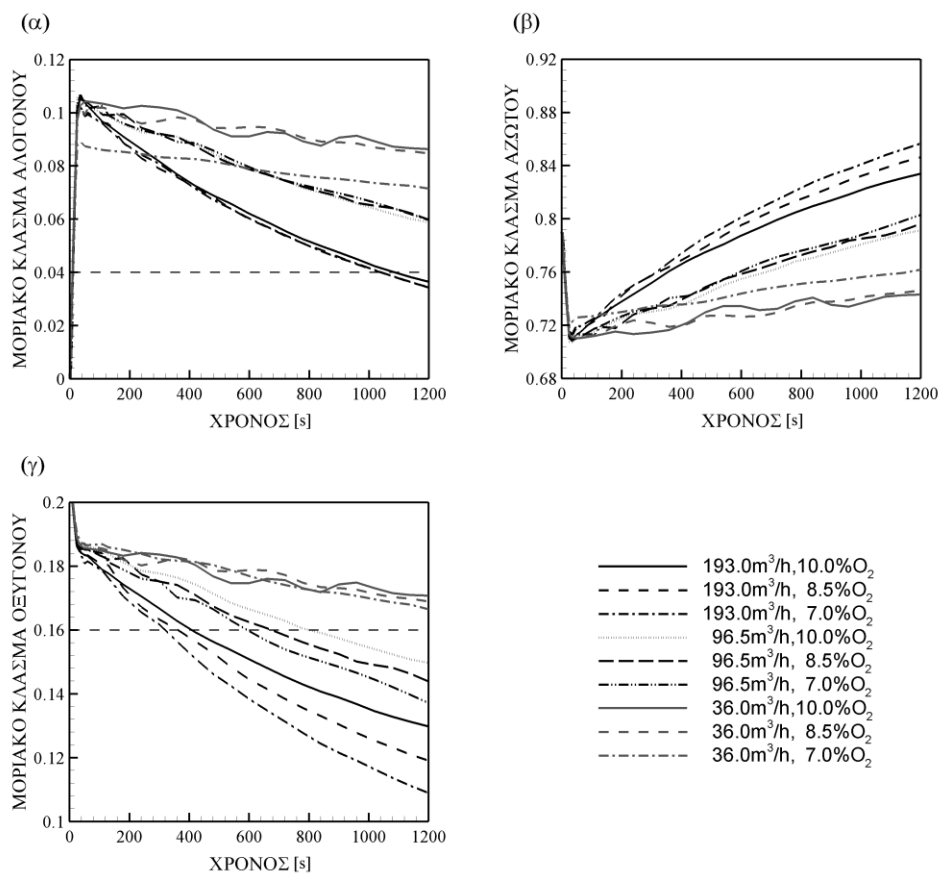 (α)
ΜΟΡΙΑΚΟ ΚΛΑΣΜΑ ΑΛΟΓΟΝΟΥ
0.12
0.1
0.08
0.06
0.04
0.02
0
0 200 400 600 800 1000 1200
ΧΡΟΝΟΣ [s]
(β)
ΜΟΡΙΑΚΟ ΚΛΑΣΜΑ ΑΖΩΤΟΥ
0.92
0.88
0.84
0.8
0.76
0.72
0.68
0 200 400 600 800 1000 1200
ΧΡΟΝΟΣ [s]
(γ)
ΜΟΡΙΑΚΟ ΚΛΑΣΜΑ ΟΞΥΓΟΝΟΥ
0.2
0.18
0.16
0.14
0.12
0.1
0 200 400 600 800 1000 1200
ΧΡΟΝΟΣ [s]
193.0m³/h,10.0%O₂
193.0m³/h, 8.5%O₂
193.0m³/h, 7.0%O₂
96.5m³/h,10.0%O₂
96.5m³/h, 8.5%O₂
96.5m³/h, 7.0%O₂
36.0m³/h,10.0%O₂
36.0m³/h, 8.5%O₂
36.0m³/h, 7.0%O₂